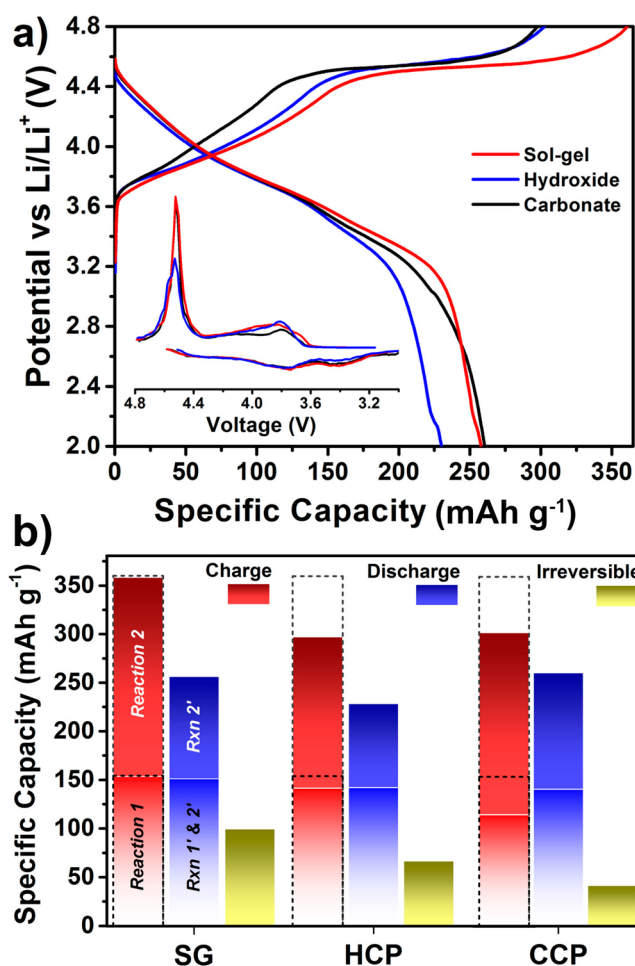 a)
Potential vs Li/Li⁺ (V)
4.8
4.4
4.0
3.6
3.2
2.8
2.4
2.0
Sol-gel
Hydroxide
Carbonate
4.8 4.4 4.0 3.6 3.2
Voltage (V)
0 50 100 150 200 250 300 350
Specific Capacity (mAh g⁻¹)
b)
Specific Capacity (mAh g⁻¹)
Charge Discharge Irreversible
350
300
250
200
150
100
50
0
Reaction 2
Rxn 2'
Reaction 1
Rxn 1' & 2'
SG HCP CCP